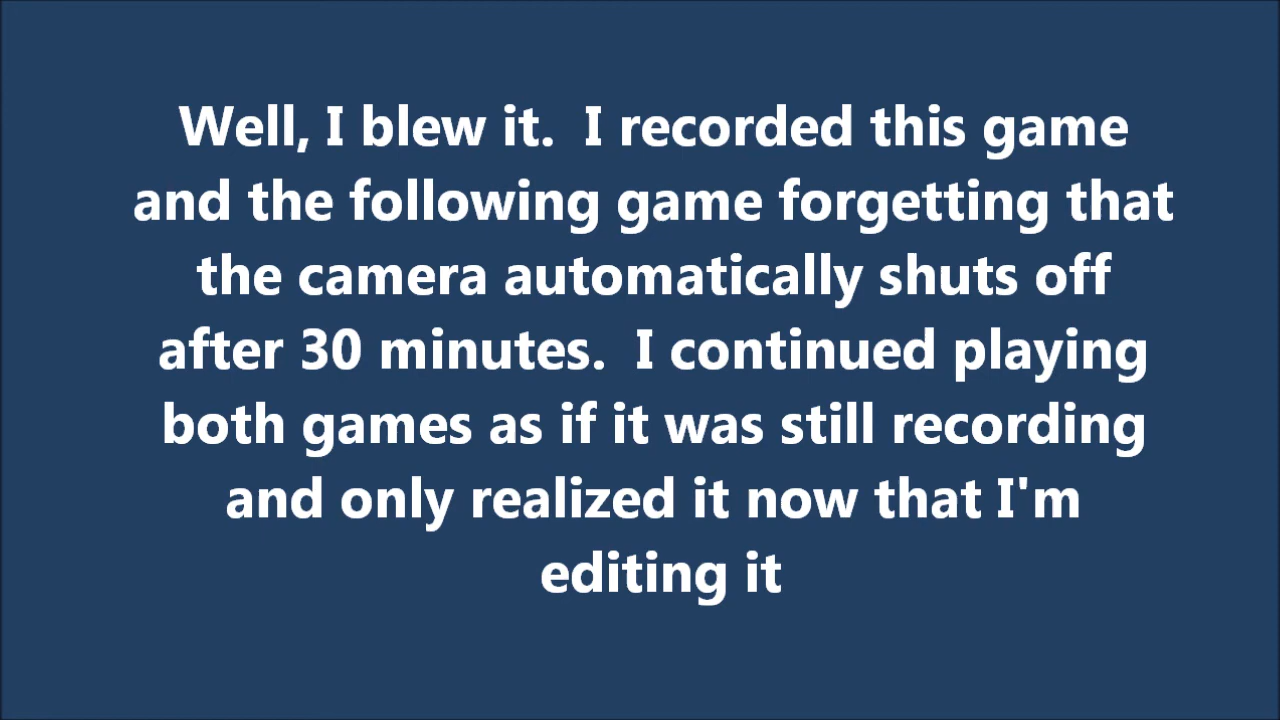 Well, I blew it.  I recorded this game
and the following game forgetting that
the camera automatically shuts off
after 30 minutes.  I continued playing
both games as if it was still recording
and only realized it now that I'm
editing it